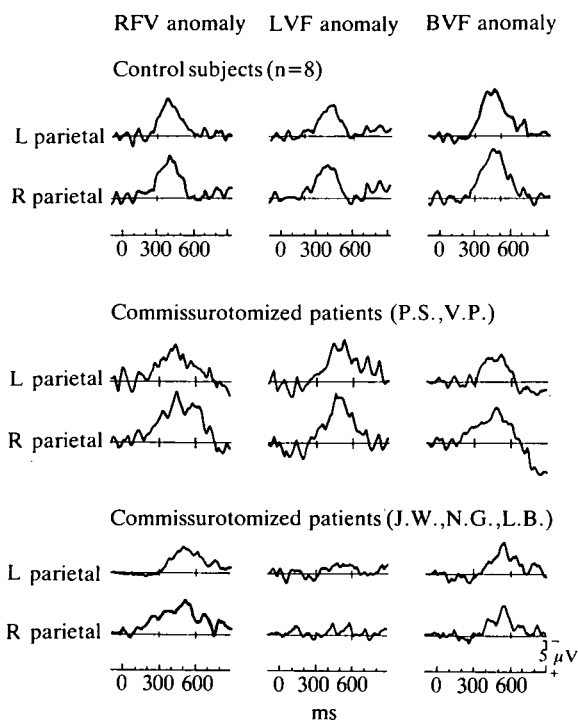 RFV anomaly LVF anomaly BVF anomaly
Control subjects (n=8)
L parietal
R parietal
0 300 600 0 300 600 0 300 600
Commissurotomized patients (P.S.,V.P.)
L parietal
R parietal
Commissurotomized patients (J.W.,N.G.,L.B.)
L parietal
R parietal
−
5 μV
+
0 300 600 0 300 600 0 300 600
ms